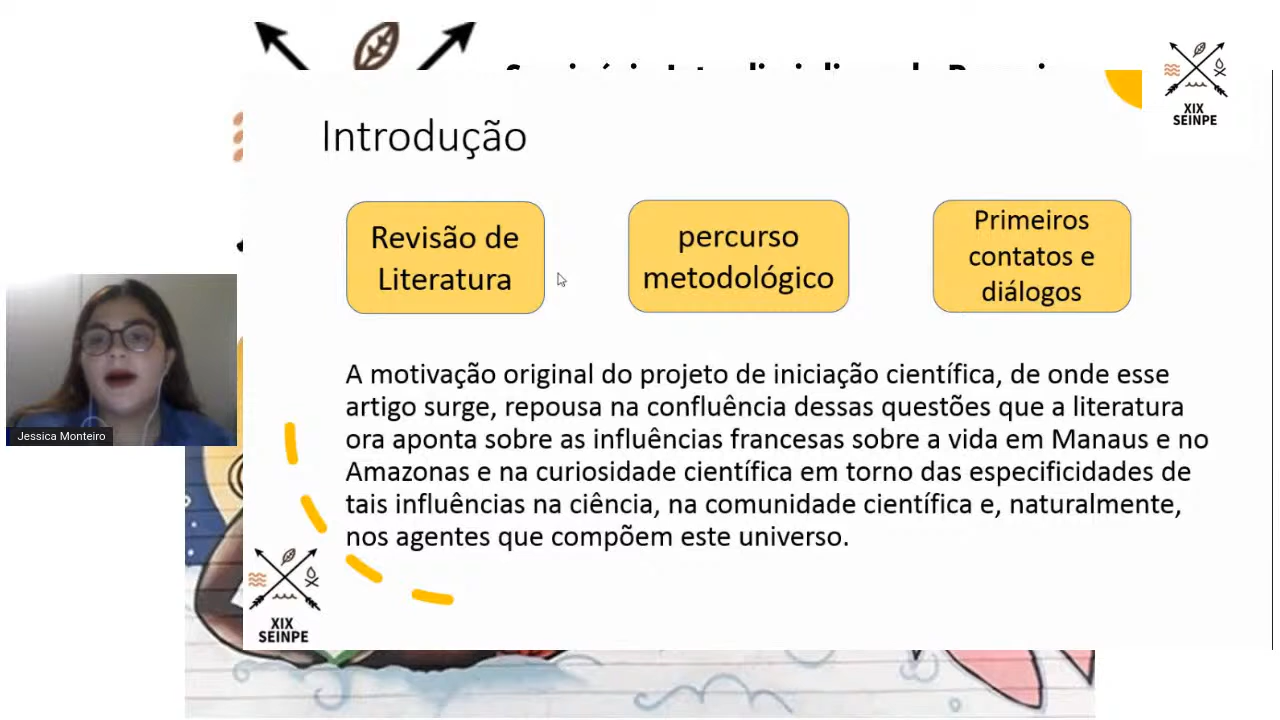 XIX
SEINPE
Introdução
Revisão de
Literatura
percurso
metodológico
Primeiros
contatos e
diálogos
A motivação original do projeto de iniciação científica, de onde esse
artigo surge, repousa na confluência dessas questões que a literatura
ora aponta sobre as influências francesas sobre a vida em Manaus e no
Amazonas e na curiosidade científica em torno das especificidades de
tais influências na ciência, na comunidade científica e, naturalmente,
nos agentes que compõem este universo.
Jessica Monteiro
XIX
SEINPE